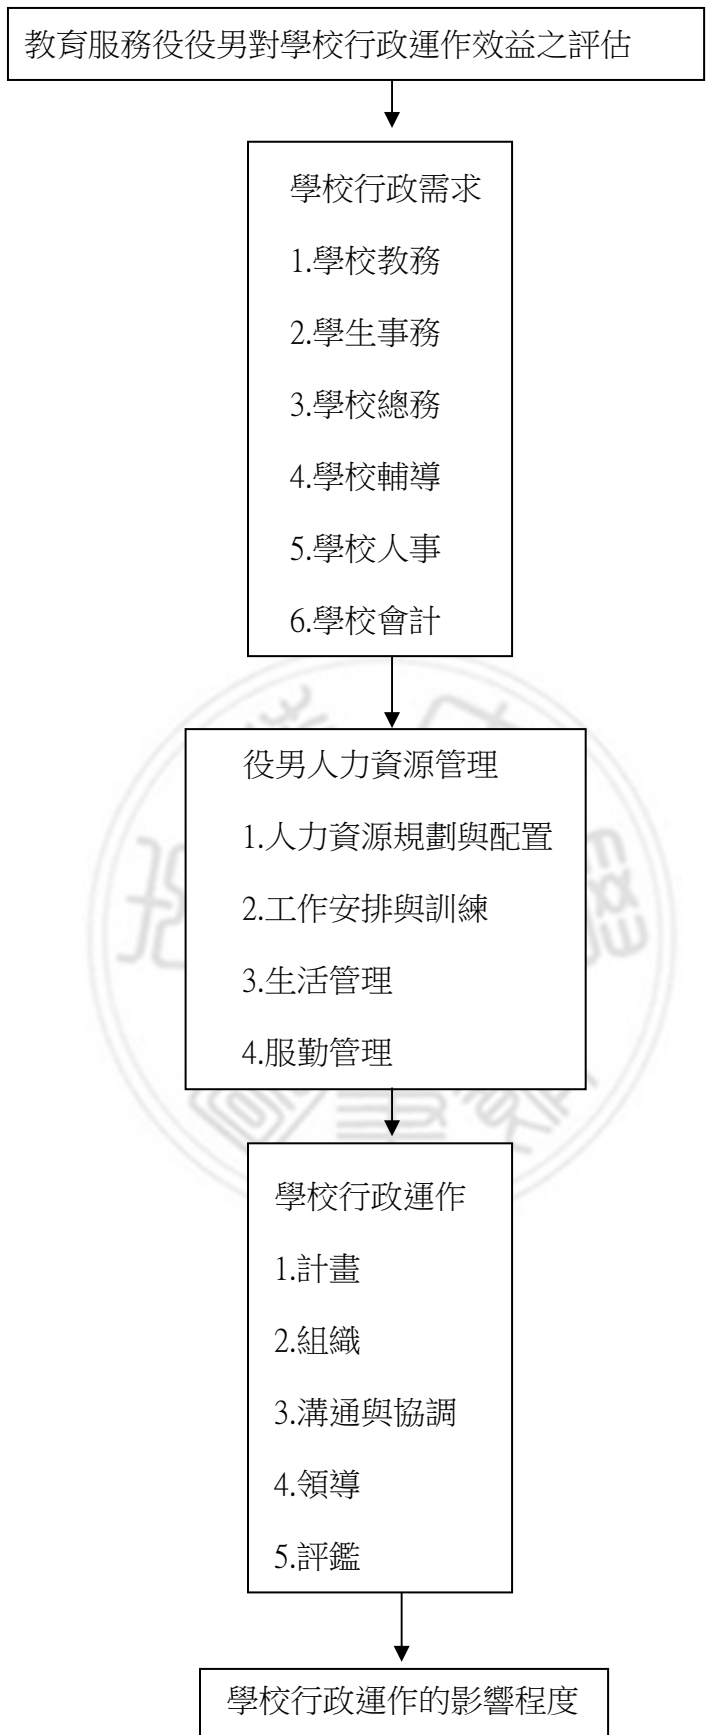 教育服務役役男對學校行政運作效益之評估
學校行政需求
1.學校教務
2.學生事務
3.學校總務
4.學校輔導
5.學校人事
6.學校會計
役男人力資源管理
1.人力資源規劃與配置
2.工作安排與訓練
3.生活管理
4.服勤管理
學校行政運作
1.計畫
2.組織
3.溝通與協調
4.領導
5.評鑑
學校行政運作的影響程度